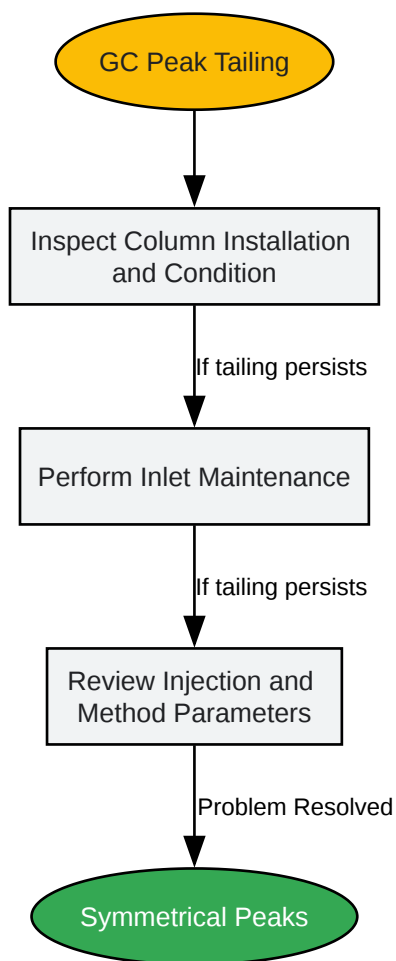 GC Peak Tailing
Inspect Column Installation
and Condition
If tailing persists
Perform Inlet Maintenance
If tailing persists
Review Injection and
Method Parameters
Problem Resolved
Symmetrical Peaks